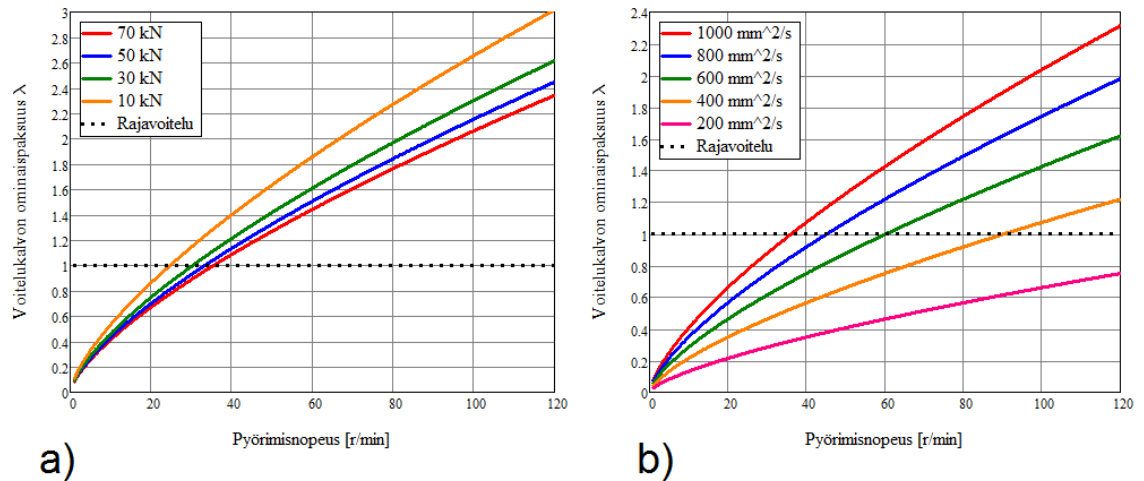 70 kN
50 kN
30 kN
10 kN
Rajavoitelu
Voitelukalvon ominaispaksuus λ
3
2.8
2.6
2.4
2.2
2
1.8
1.6
1.4
1.2
1
0.8
0.6
0.4
0.2
0
0 20 40 60 80 100 120
Pyörimisnopeus [r/min]
a)
1000 mm^2/s
800 mm^2/s
600 mm^2/s
400 mm^2/s
200 mm^2/s
Rajavoitelu
Voitelukalvon ominaispaksuus λ
2.4
2.2
2
1.8
1.6
1.4
1.2
1
0.8
0.6
0.4
0.2
0
0 20 40 60 80 100 120
Pyörimisnopeus [r/min]
b)